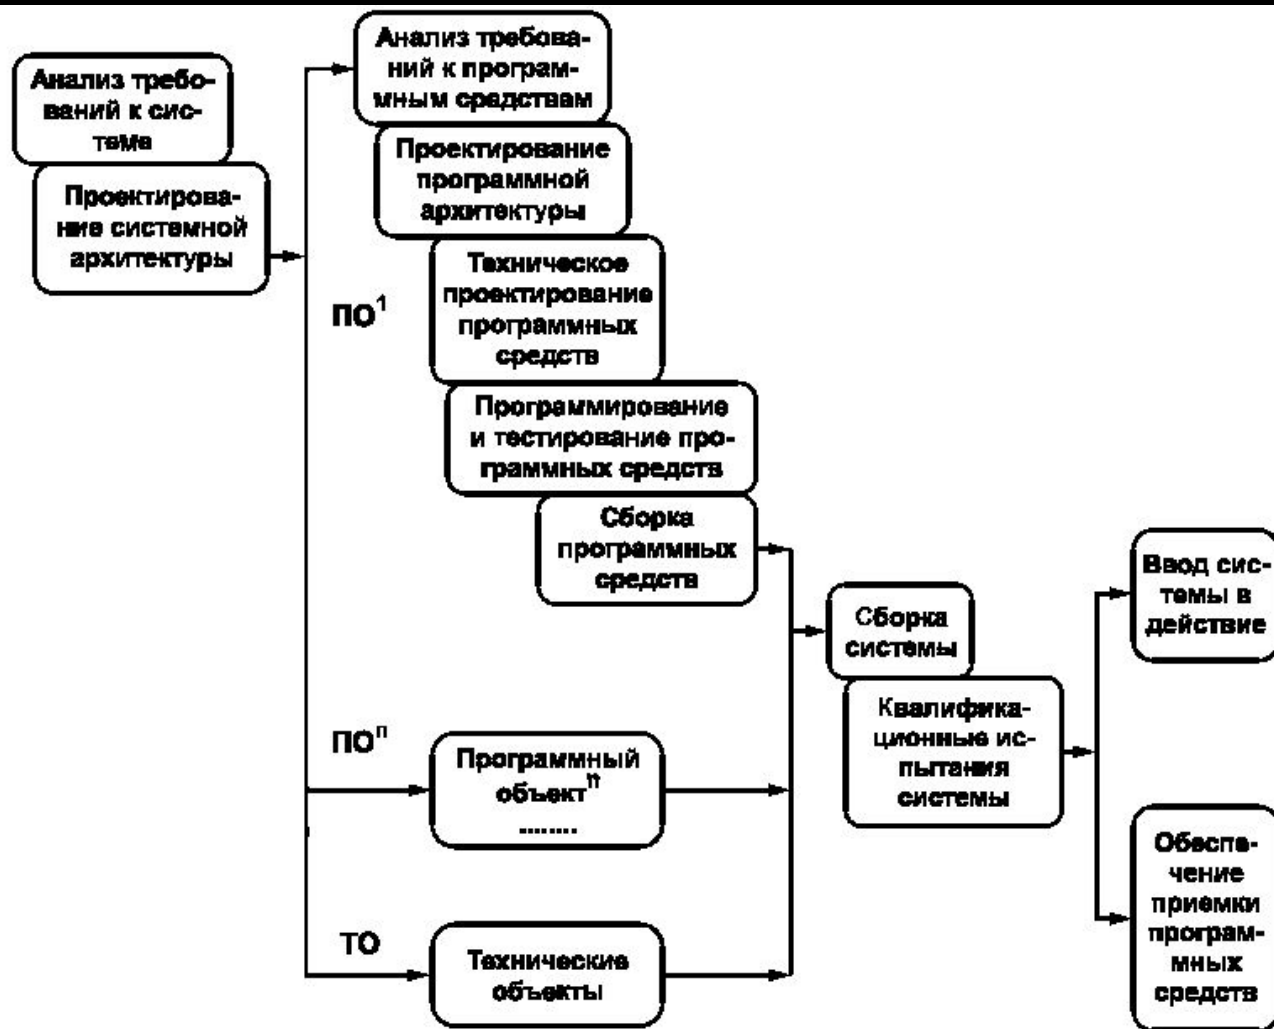 Анализ требо-
ваний к сис-
теме
Проектирова-
ние системной
архитектуры
Анализ требова-
ний к програм-
мным средствам
Проектирование
программной
архитектуры
ПО¹
Техническое
проектирование
программных
средств
Программирование
и тестирование про-
граммных средств
Сборка
программных
средств
ПОⁿ
Программный
объектⁿ
........
ТО
Технические
объекты
Сборка
системы
Квалифика-
ционные ис-
пытания
системы
Ввод сис-
темы в
действие
Обеспе-
чение
приемки
програм-
мных
средств